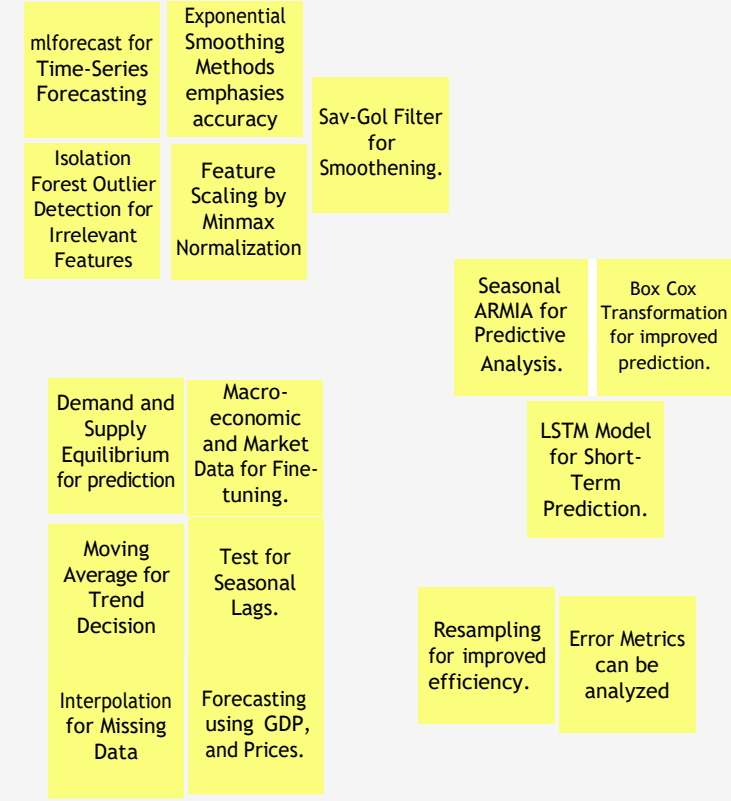 mlforecast for
Time-Series
Forecasting
Exponential
Smoothing
Methods
emphasies
accuracy
Sav-Gol Filter
for
Smoothening.
Isolation
Forest Outlier
Detection for
Irrelevant
Features
Feature
Scaling by
Minmax
Normalization
Seasonal
ARMIA for
Predictive
Analysis.
Box Cox
Transformation
for improved
prediction.
LSTM Model
for Short-
Term
Prediction.
Demand and
Supply
Equilibrium
for prediction
Macro-
economic
and Market
Data for Fine-
tuning.
Moving
Average for
Trend
Decision
Test for
Seasonal
Lags.
Interpolation
for Missing
Data
Forecasting
using GDP,
and Prices.
Resampling
for improved
efficiency.
Error Metrics
can be
analyzed